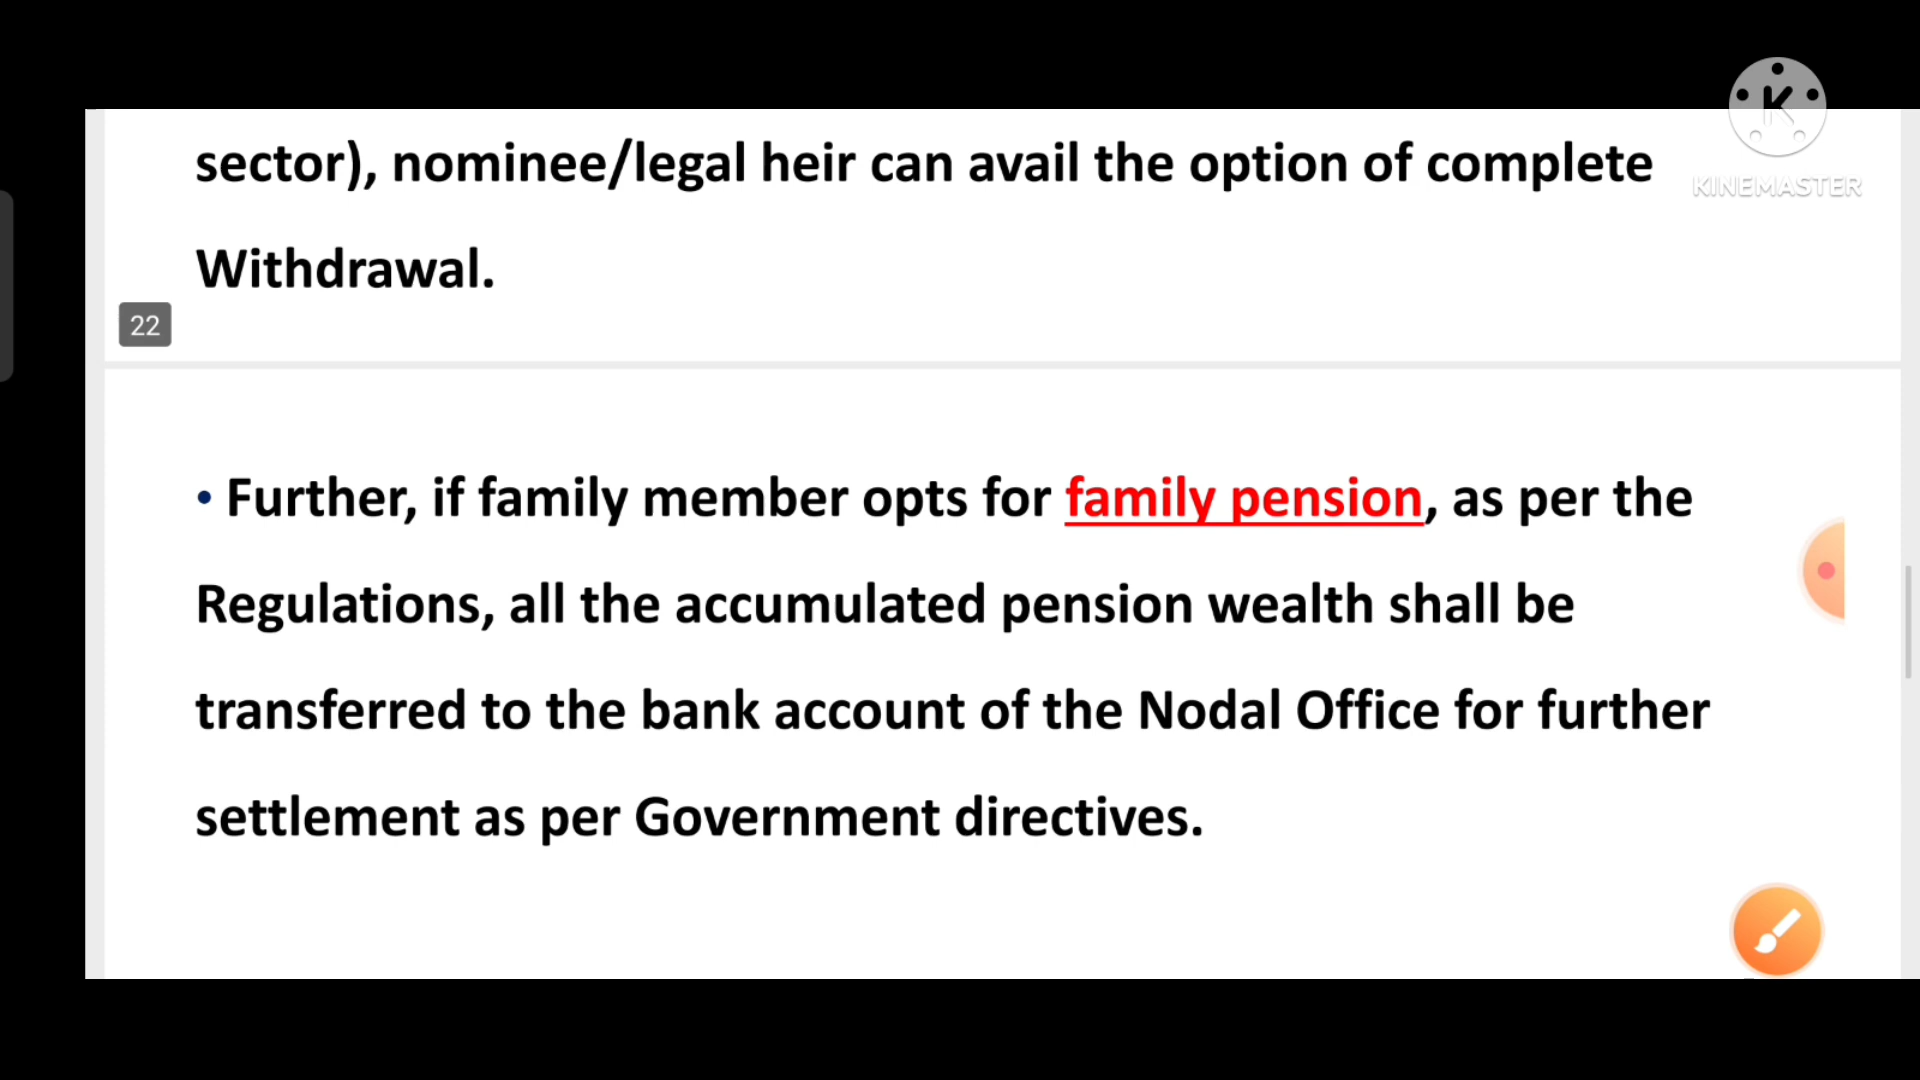 K
KINEMASTER
sector), nominee/legal heir can avail the option of complete
Withdrawal.
22
• Further, if family member opts for family pension, as per the
Regulations, all the accumulated pension wealth shall be
transferred to the bank account of the Nodal Office for further
settlement as per Government directives.